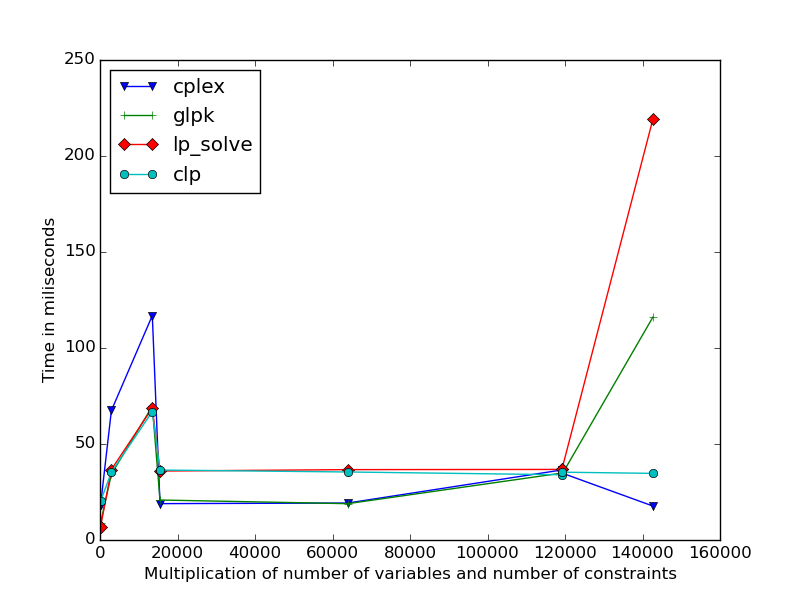 250
200
150
100
50
0
Time in miliseconds
cplex
glpk
lp_solve
clp
0 20000 40000 60000 80000 100000 120000 140000 160000
Multiplication of number of variables and number of constraints